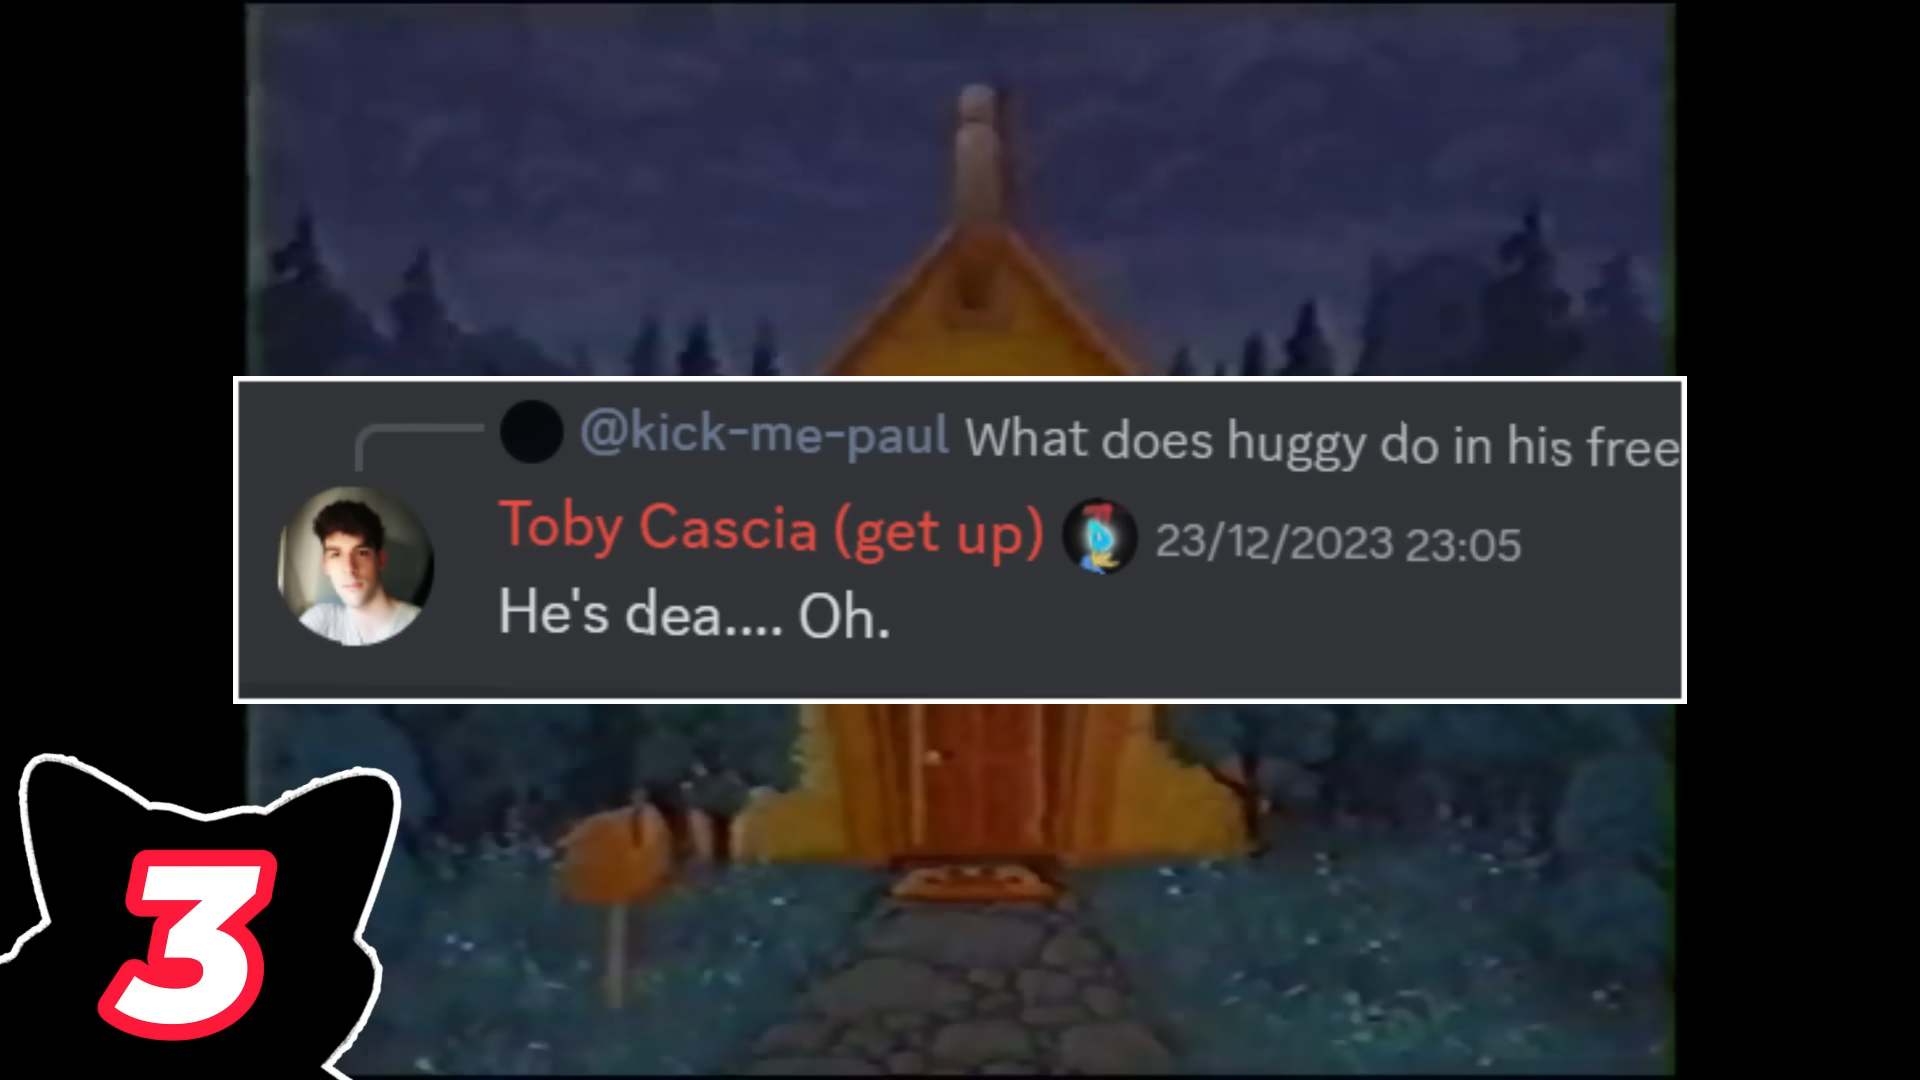 @kick-me-paul What does huggy do in his free
Toby Cascia (get up) 23/12/2023 23:05
He's dea.... Oh.
3